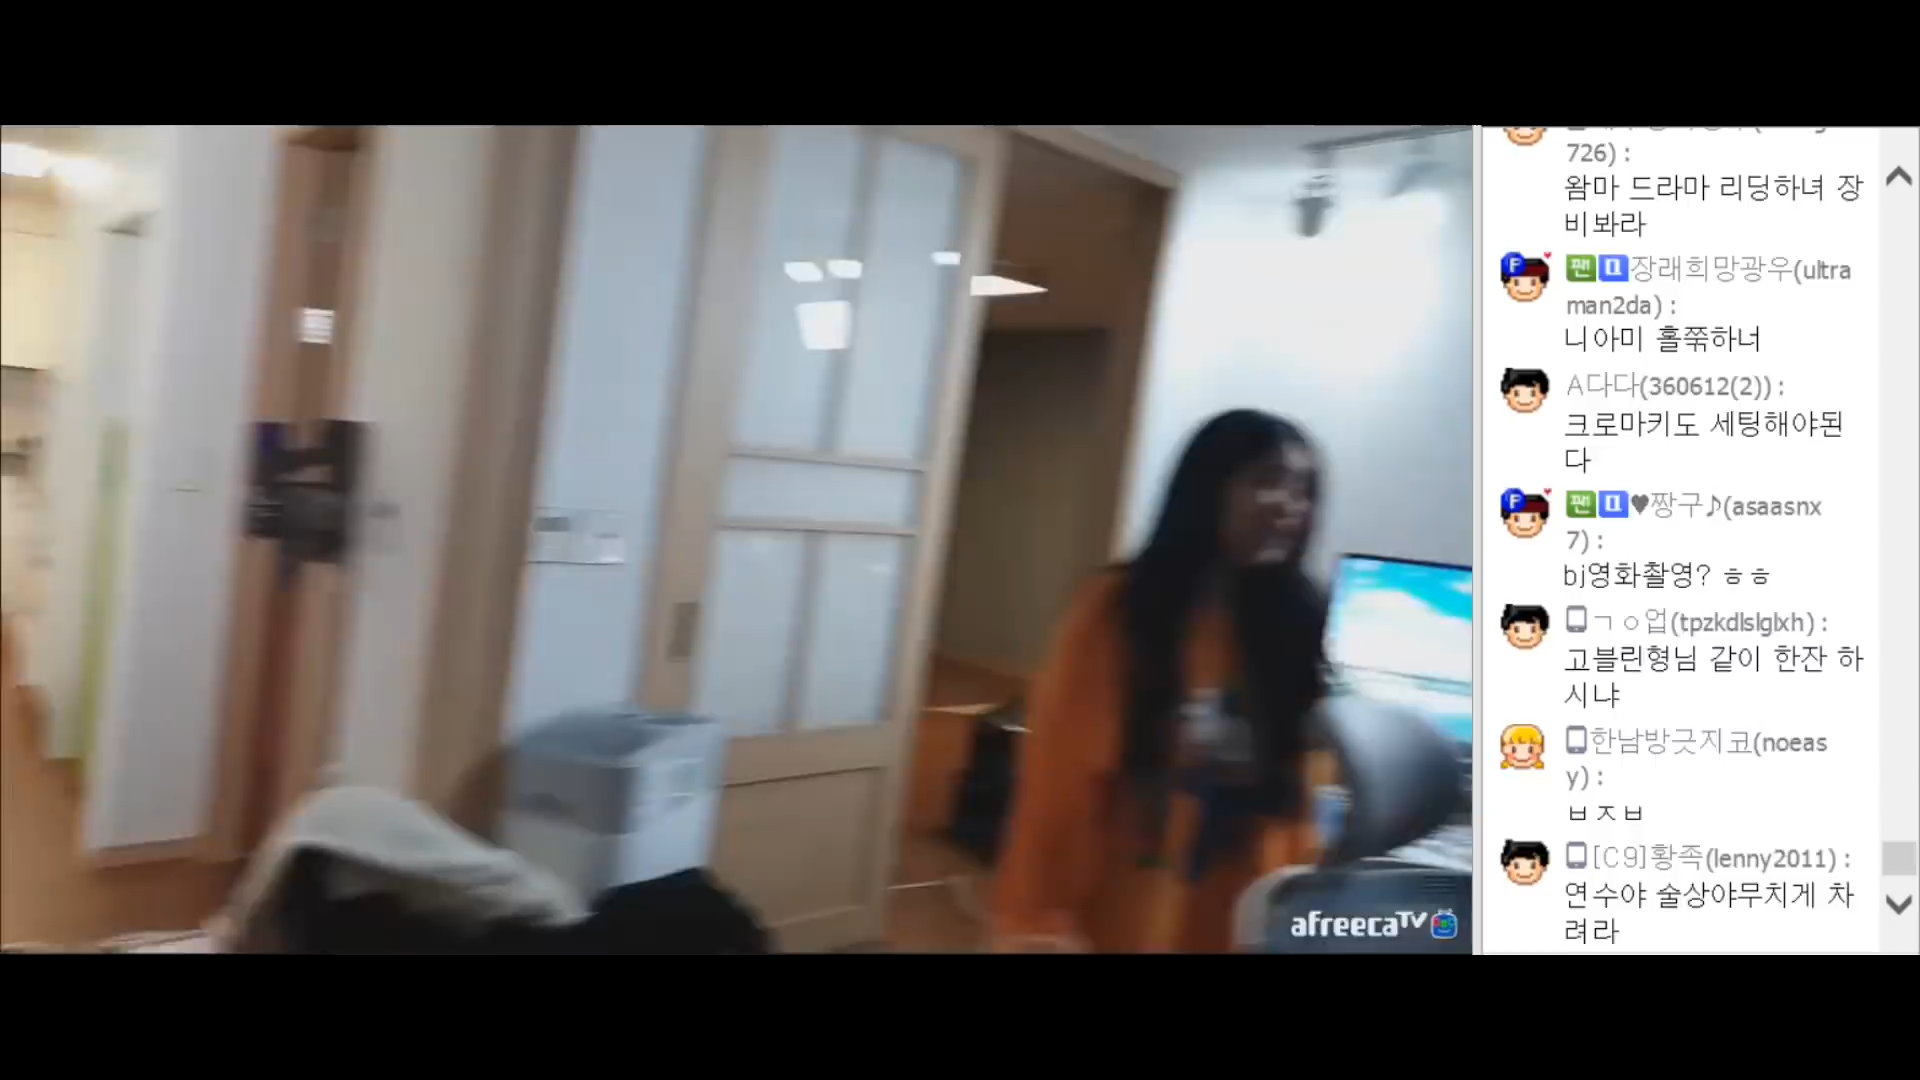 726) :
왐마 드라마 리딩하녀 장
비봐라
팬 장래희망광우(ultra
man2da) :
니아미 홀쭊하너
A다다(360612(2)) :
크로마키도 세팅해야된
다
팬 ♥짱구♪(asaasnx
7) :
bj영화촬영? ㅎㅎ
ㄱㅇ업(tpzkdlslglxh) :
고블린형님 같이 한잔 하
시냐
한남방긋지코(noeas
y) :
ㅂㅈㅂ
[C9]황족(lenny2011) :
연수야 술상야무치게 차
려라
afreecaTV